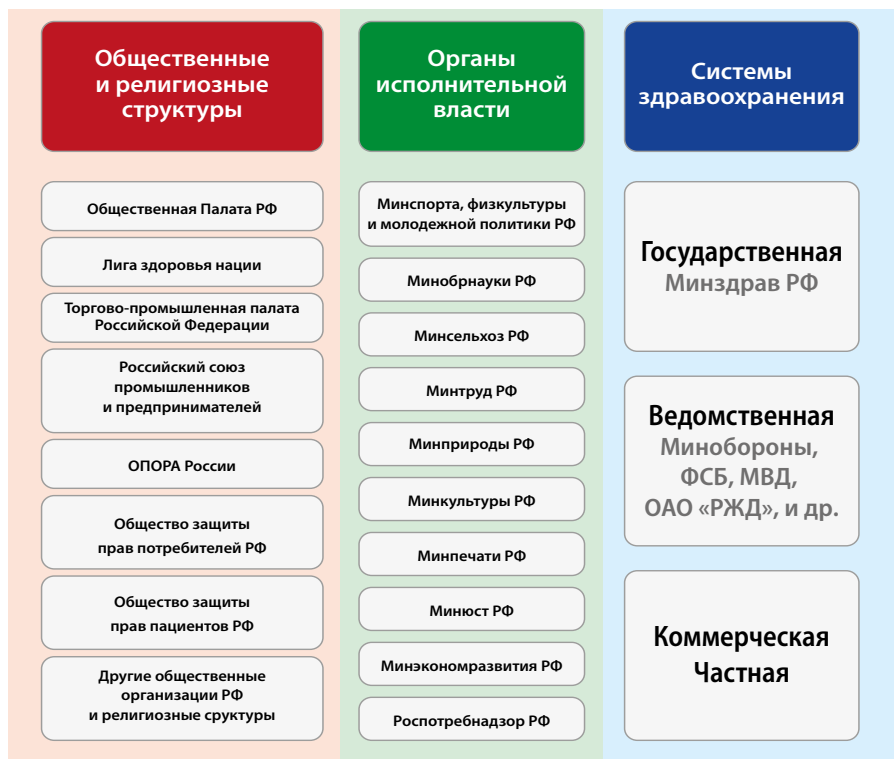 Общественные
и религиозные
структуры
Общественная Палата РФ
Лига здоровья нации
Торгово-промышленная палата
Российской Федерации
Российский союз
промышленников
и предпринимателей
ОПОРА России
Общество защиты
прав потребителей РФ
Общество защиты
прав пациентов РФ
Другие общественные
организации РФ
и религиозные сруктуры
Органы
исполнительной
власти
Минспорта, физкультуры
и молодежной политики РФ
Минобрнауки РФ
Минсельхоз РФ
Минтруд РФ
Минприроды РФ
Минкультуры РФ
Минпечати РФ
Минюст РФ
Минэкономразвития РФ
Роспотребнадзор РФ
Системы
здравоохранения
Государственная
Минздрав РФ
Ведомственная
Минобороны,
ФСБ, МВД,
ОАО «РЖД», и др.
Коммерческая
Частная